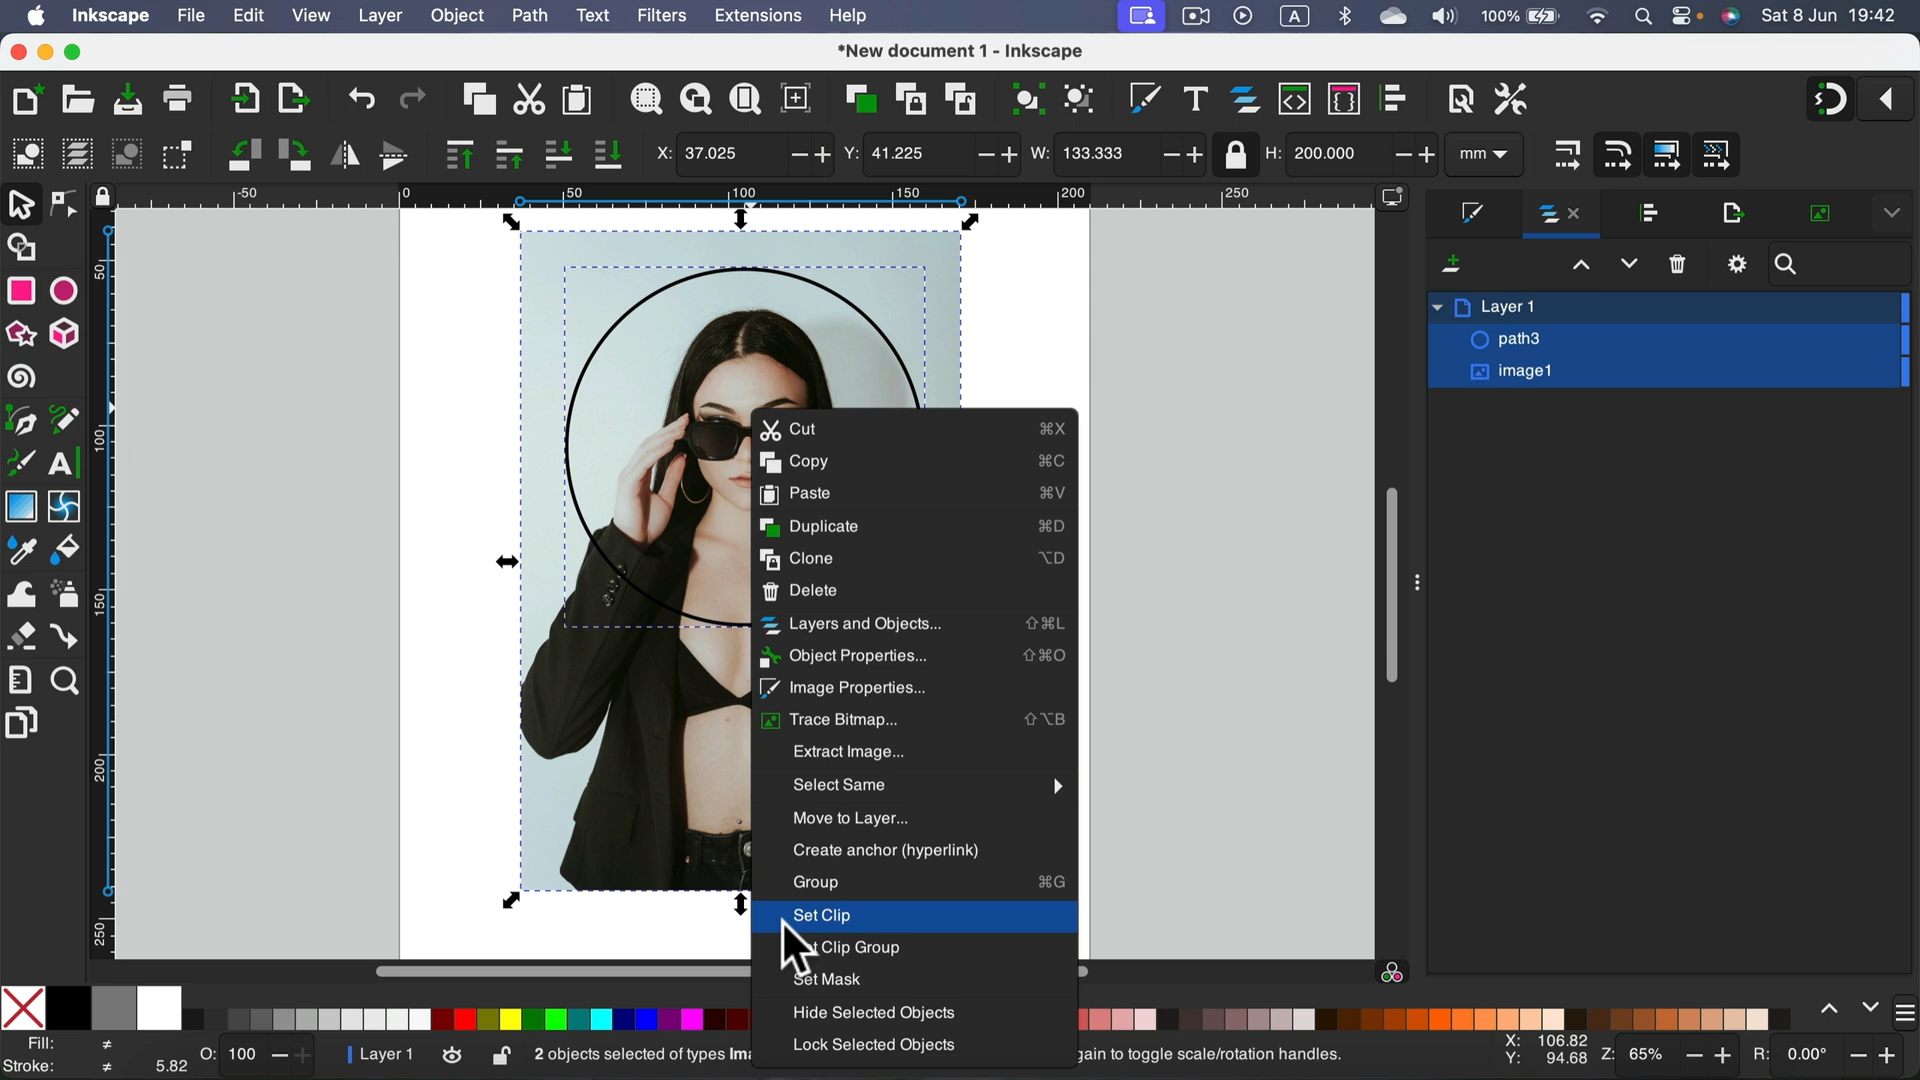 Inkscape File Edit View Layer Object Path Text Filters Extensions Help A 100% Sat 8 Jun 19:42
*New document 1 - Inkscape
X: 37.025 Y: 41.225 W: 133.333 H: 200.000 mm
-50 0 50 100 150 200 250
50
100
150
200
250
Layer 1
path3
image1
Cut ⌘X
Copy ⌘C
Paste ⌘V
Duplicate ⌘D
Clone ⌥D
Delete
Layers and Objects... ⇧⌘L
Object Properties... ⇧⌘O
Image Properties...
Trace Bitmap... ⇧⌥B
Extract Image...
Select Same
Move to Layer...
Create anchor (hyperlink)
Group ⌘G
Set Clip
Clip Group
Set Mask
Hide Selected Objects
Lock Selected Objects
Fill: ≠
Stroke: ≠ 5.82
O: 100 Layer 1 2 objects selected of types Ima
gain to toggle scale/rotation handles.
X: 106.82
Y: 94.68
Z: 65% R: 0.00°